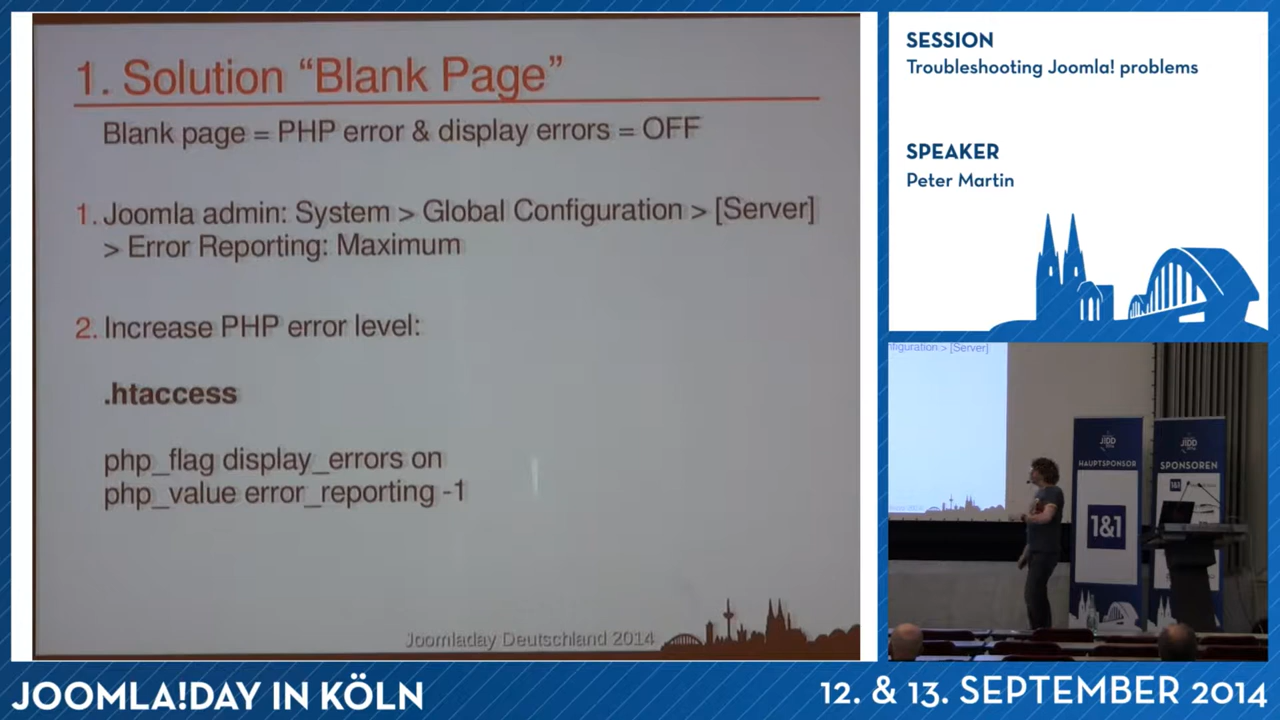 1. Solution “Blank Page”
Blank page = PHP error & display errors = OFF
1. Joomla admin: System > Global Configuration > [Server]
> Error Reporting: Maximum
2. Increase PHP error level:
.htaccess
php_flag display_errors on
php_value error_reporting -1
Joomladay Deutschland 2014
SESSION
Troubleshooting Joomla! problems
SPEAKER
Peter Martin
nfiguration > [Server]
JDD
HAUPTSPONSOR
1&1
JDD
SPONSOREN
1&1
JOOMLA!DAY IN KÖLN
12. & 13. SEPTEMBER 2014